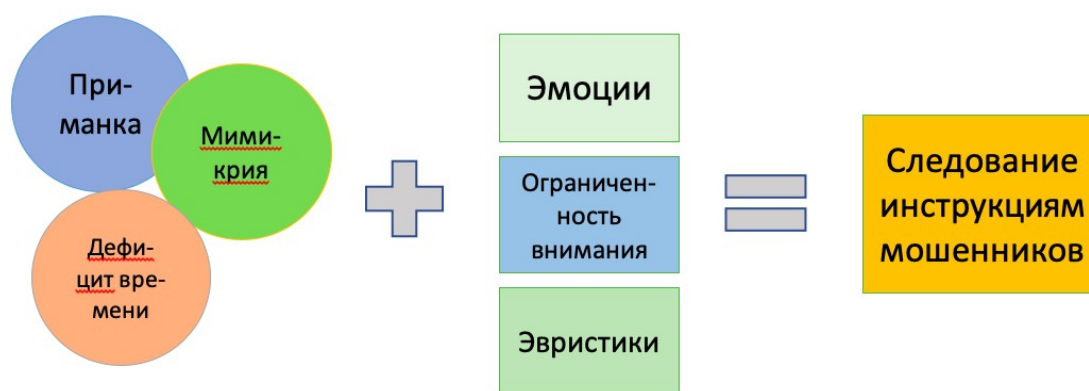 При-
манка
Мими-
крия
Дефи-
цит вре-
мени
Эмоции
Ограничен-
ность
внимания
Эвристики
Следование
инструкциям
мошенников